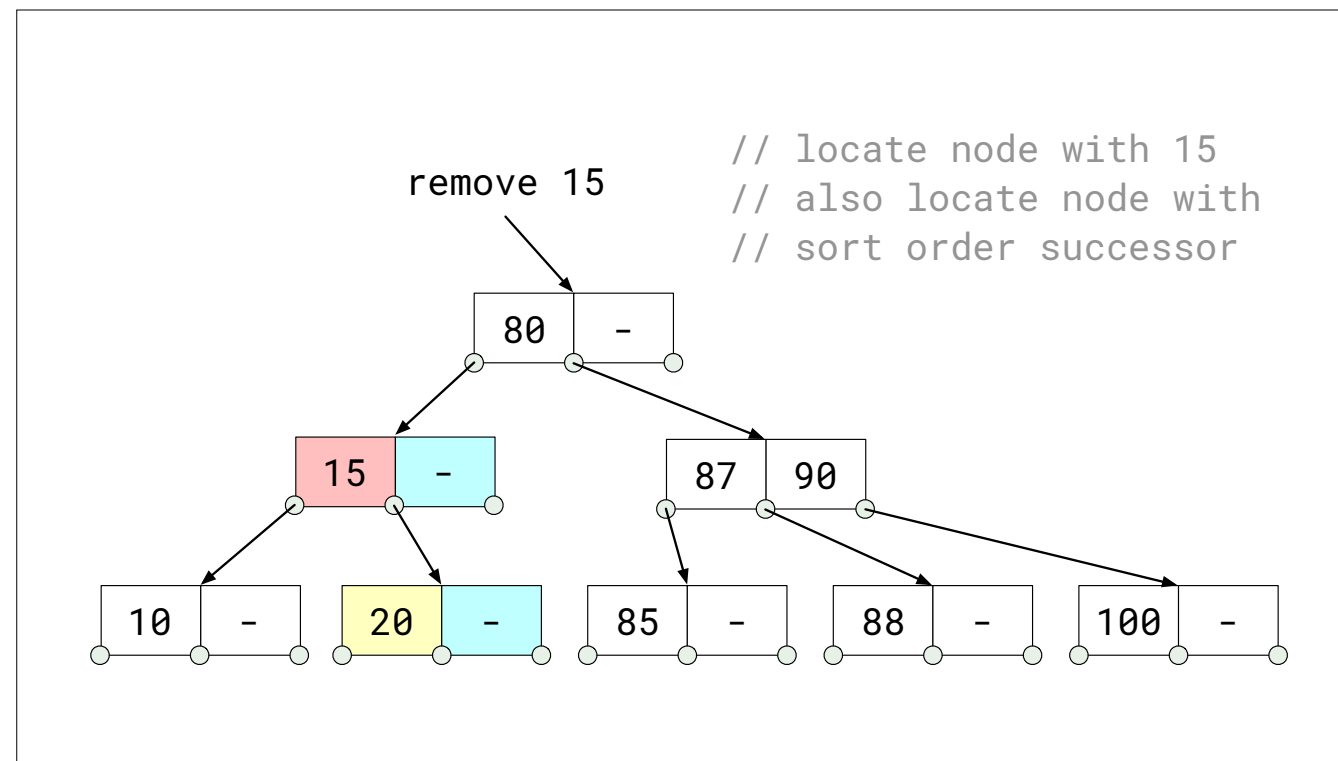 // locate node with 15
remove 15
// also locate node with
// sort order successor
80 -
15 -
87 90
10 -
20 -
85 -
88 -
100 -